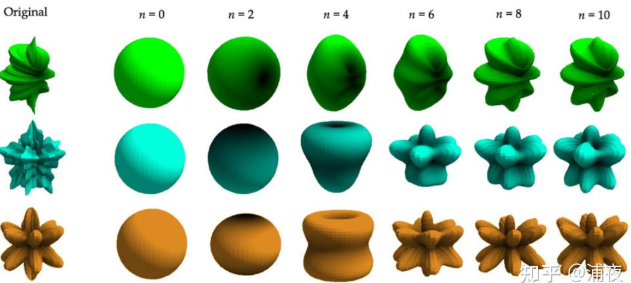 Original n = 0 n = 2 n = 4 n = 6 n = 8 n = 10
知乎 @浦夜